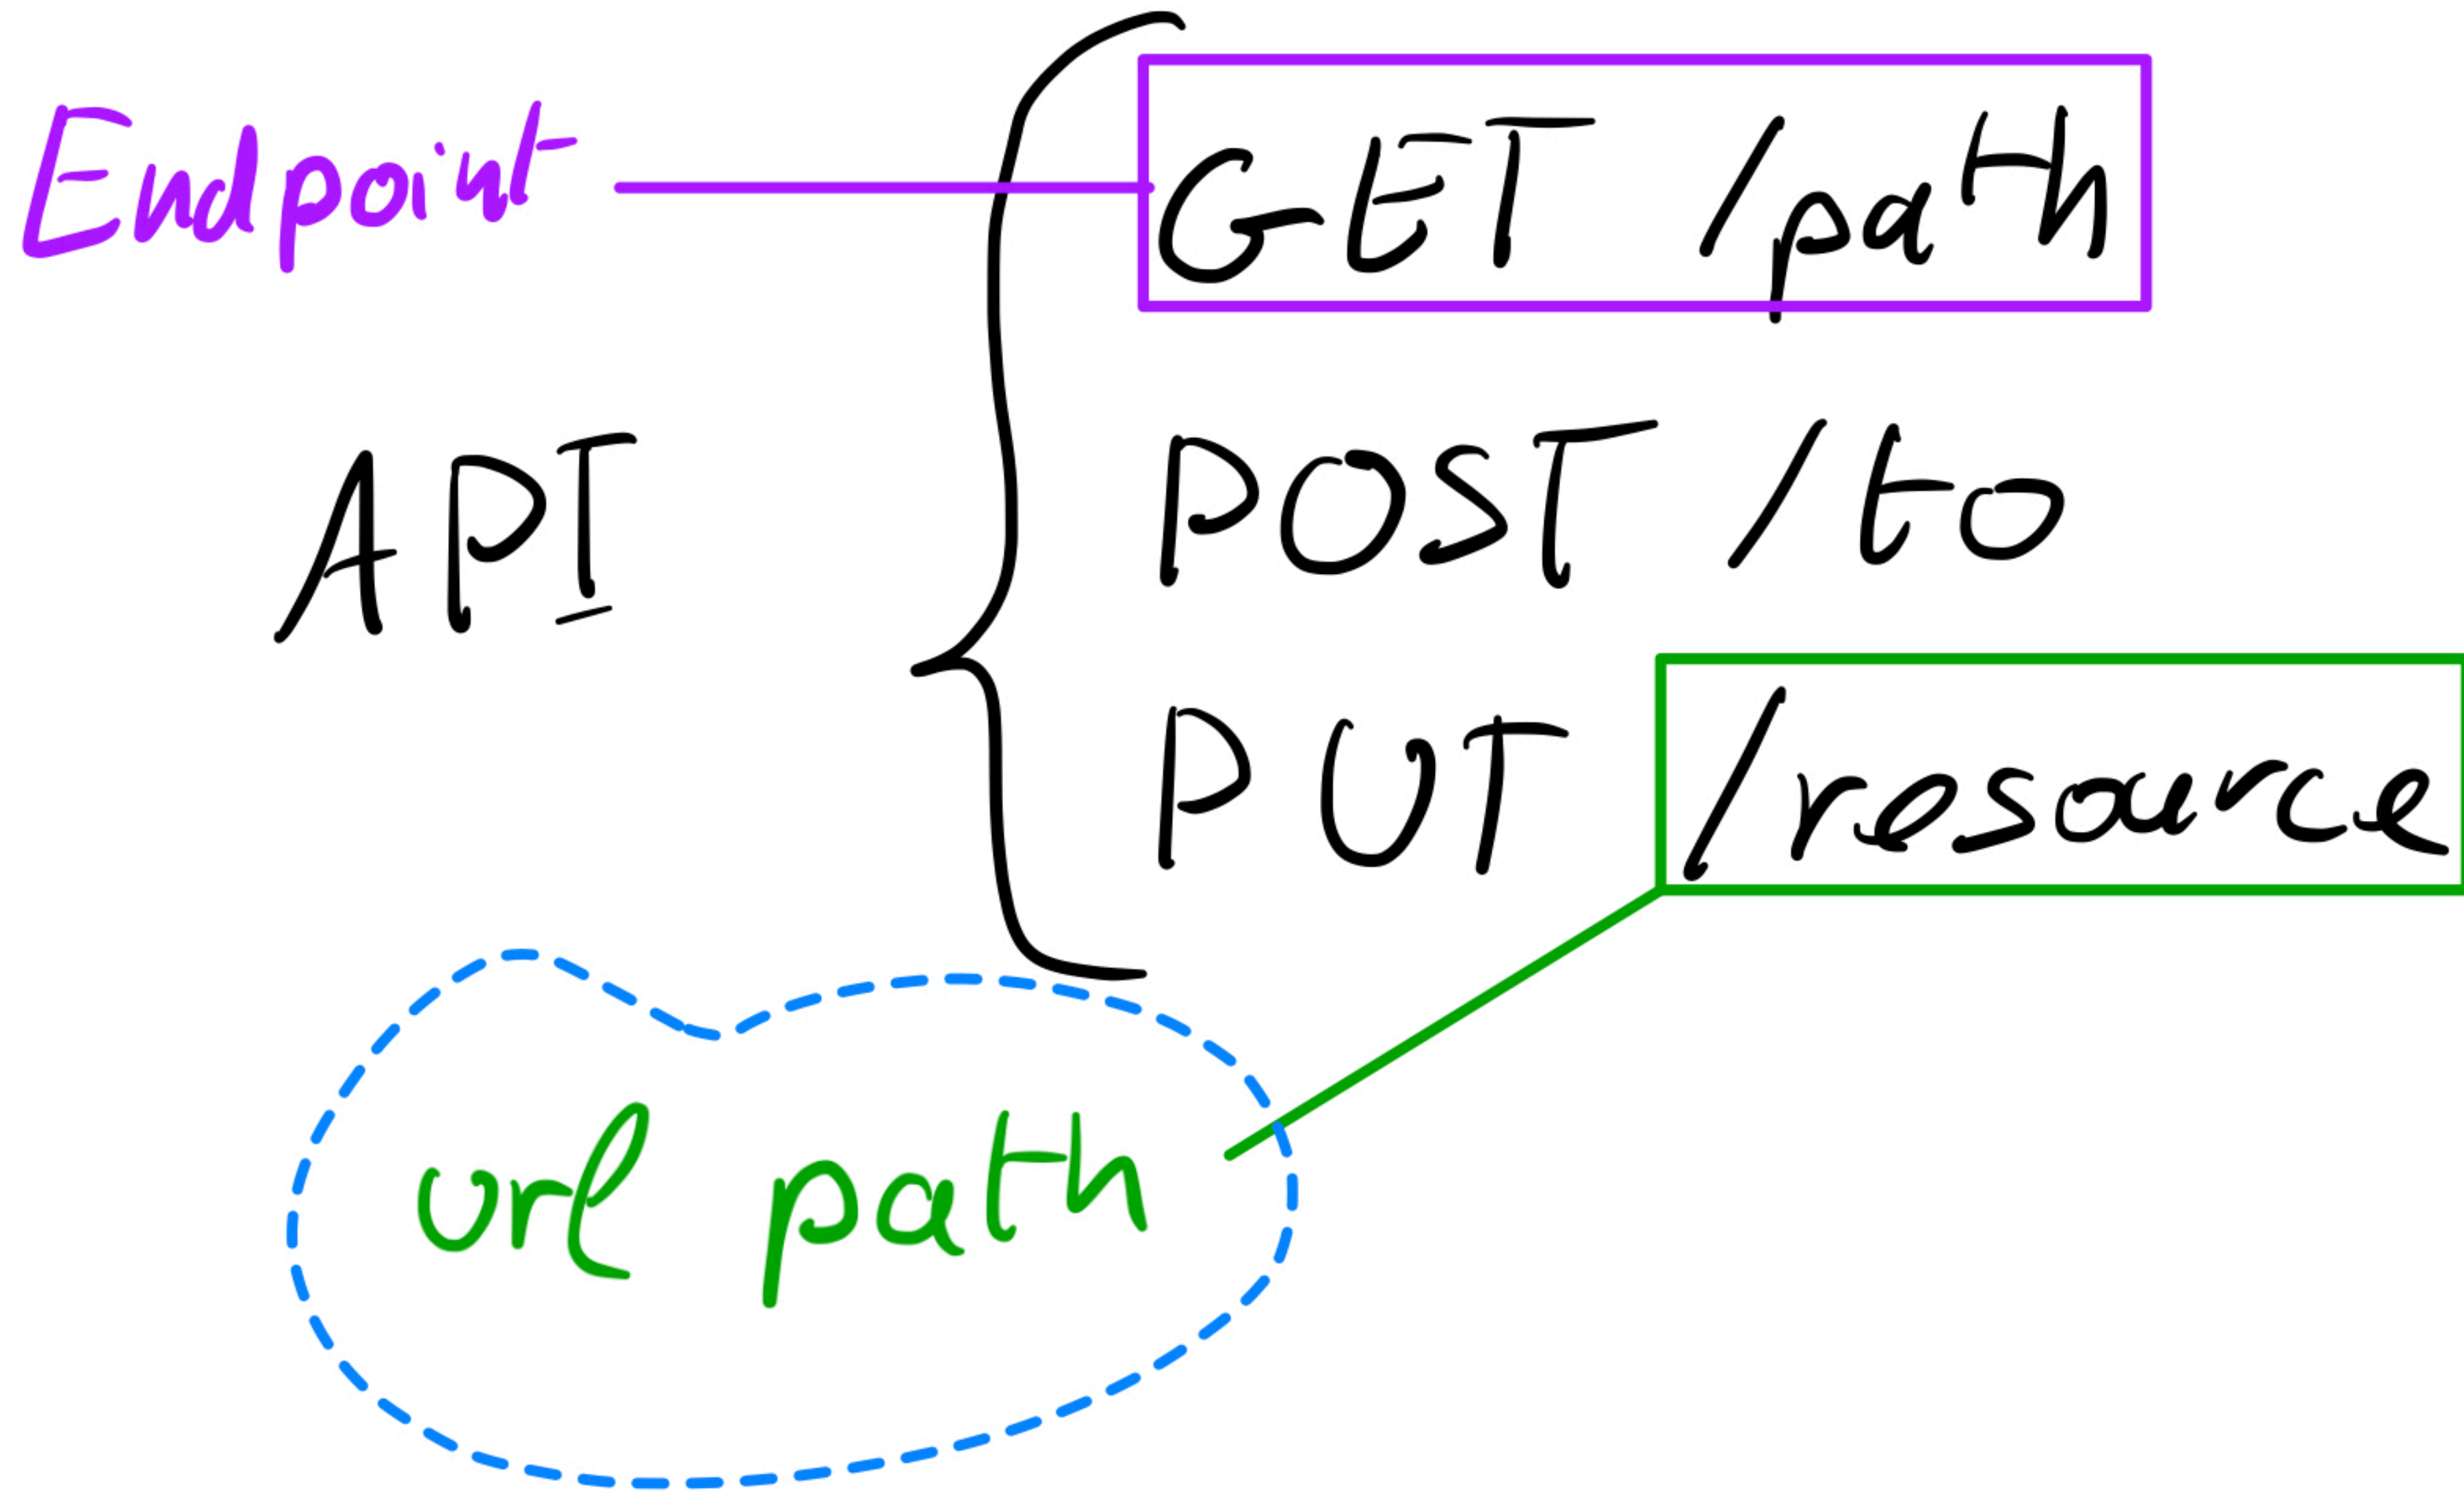 Endpoint
GET /path
API
POST /to
PUT /resource
url path